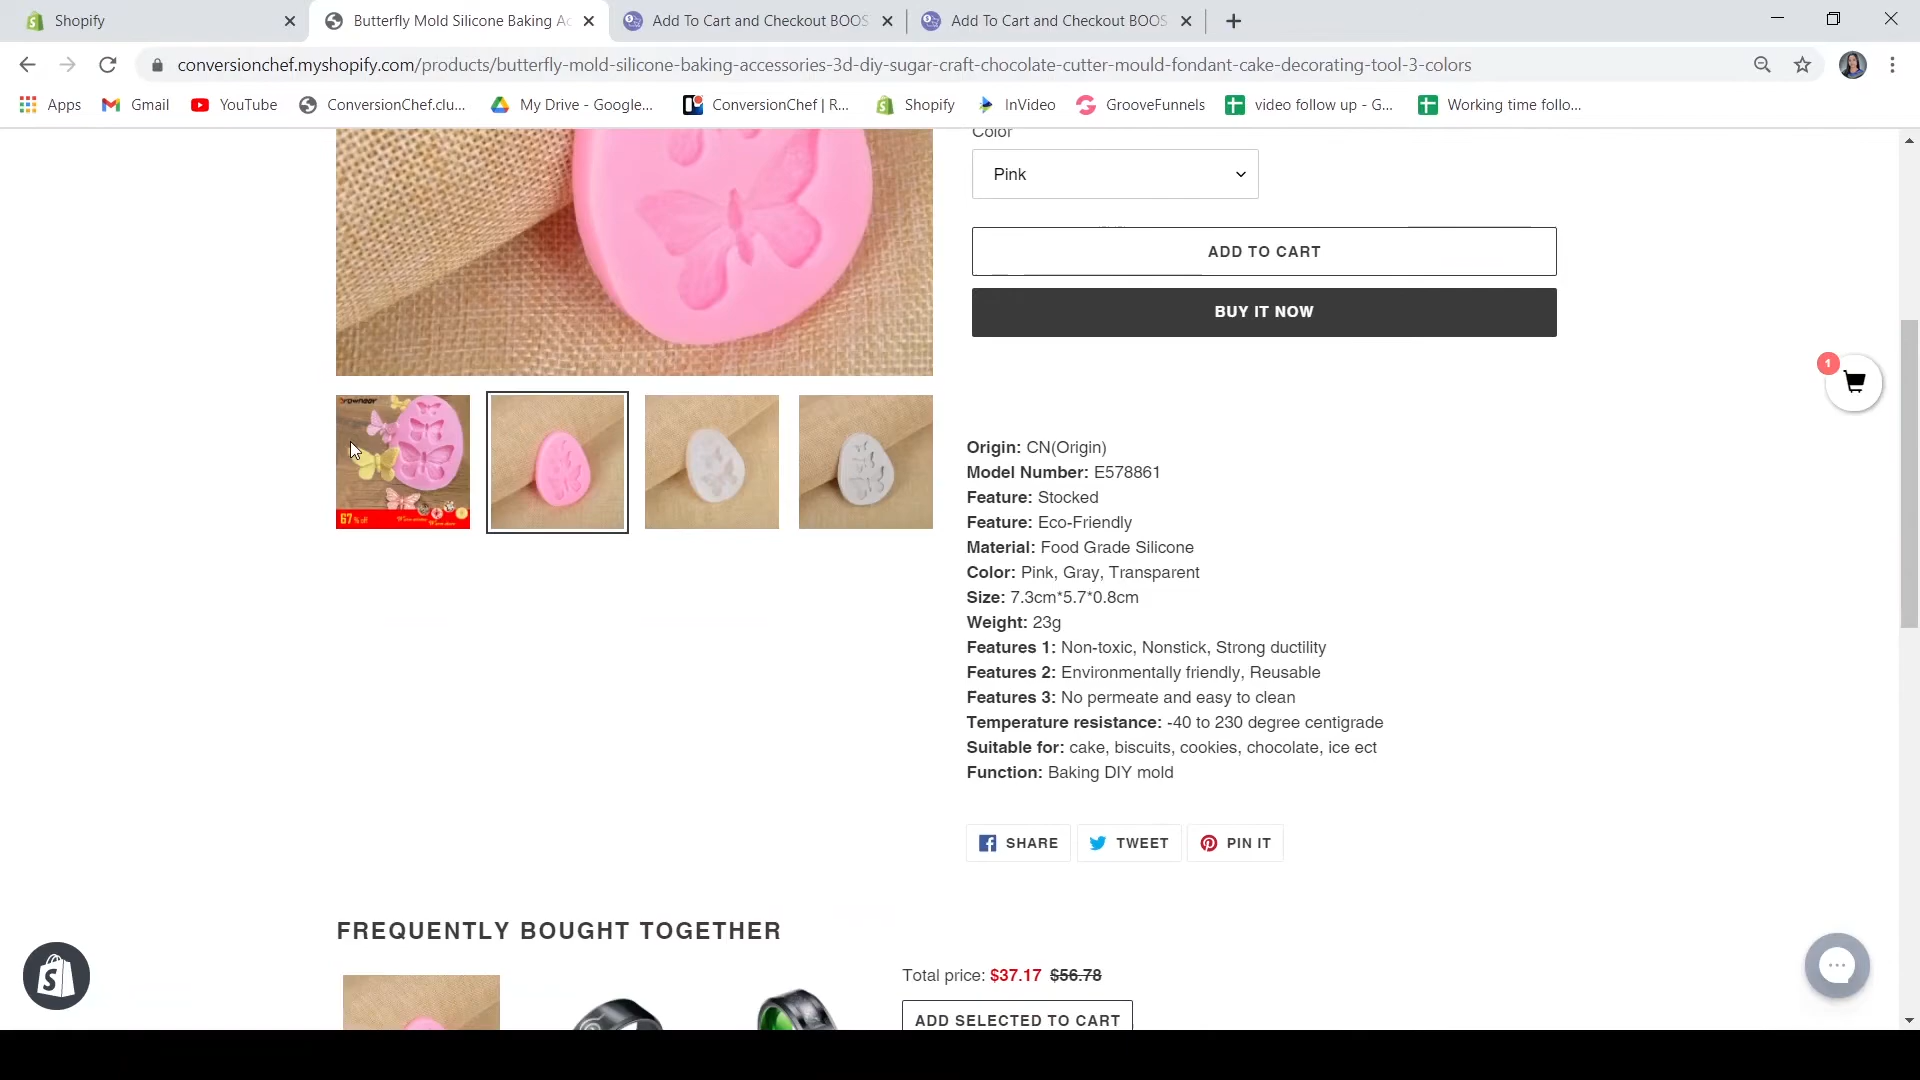 Shopify
Butterfly Mold Silicone Baking Ac
Add To Cart and Checkout BOOS
Add To Cart and Checkout BOOS
conversionchef.myshopify.com/products/butterfly-mold-silicone-baking-accessories-3d-diy-sugar-craft-chocolate-cutter-mould-fondant-cake-decorating-tool-3-colors
Apps
Gmail
YouTube
ConversionChef.clu...
My Drive - Google...
ConversionChef | R...
Shopify
InVideo
GrooveFunnels
video follow up - G...
Working time follo...
Color
Pink
ADD TO CART
BUY IT NOW
1
67% off
Origin: CN(Origin)
Model Number: E578861
Feature: Stocked
Feature: Eco-Friendly
Material: Food Grade Silicone
Color: Pink, Gray, Transparent
Size: 7.3cm*5.7*0.8cm
Weight: 23g
Features 1: Non-toxic, Nonstick, Strong ductility
Features 2: Environmentally friendly, Reusable
Features 3: No permeate and easy to clean
Temperature resistance: -40 to 230 degree centigrade
Suitable for: cake, biscuits, cookies, chocolate, ice ect
Function: Baking DIY mold
SHARE
TWEET
PIN IT
FREQUENTLY BOUGHT TOGETHER
Total price: $37.17 $56.78
ADD SELECTED TO CART